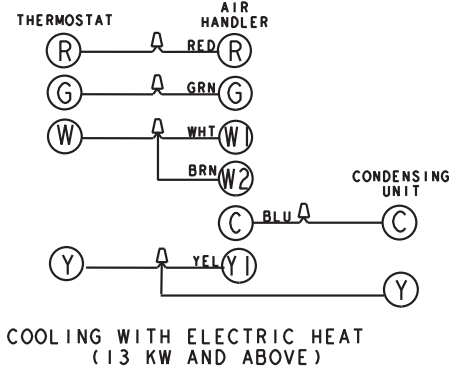 THERMOSTAT
AIR
HANDLER
R RED R
G GRN G
W WHT W1
BRN W2
CONDENSING
UNIT
C BLU C
Y YEL Y1
Y
COOLING WITH ELECTRIC HEAT
(13 KW AND ABOVE)